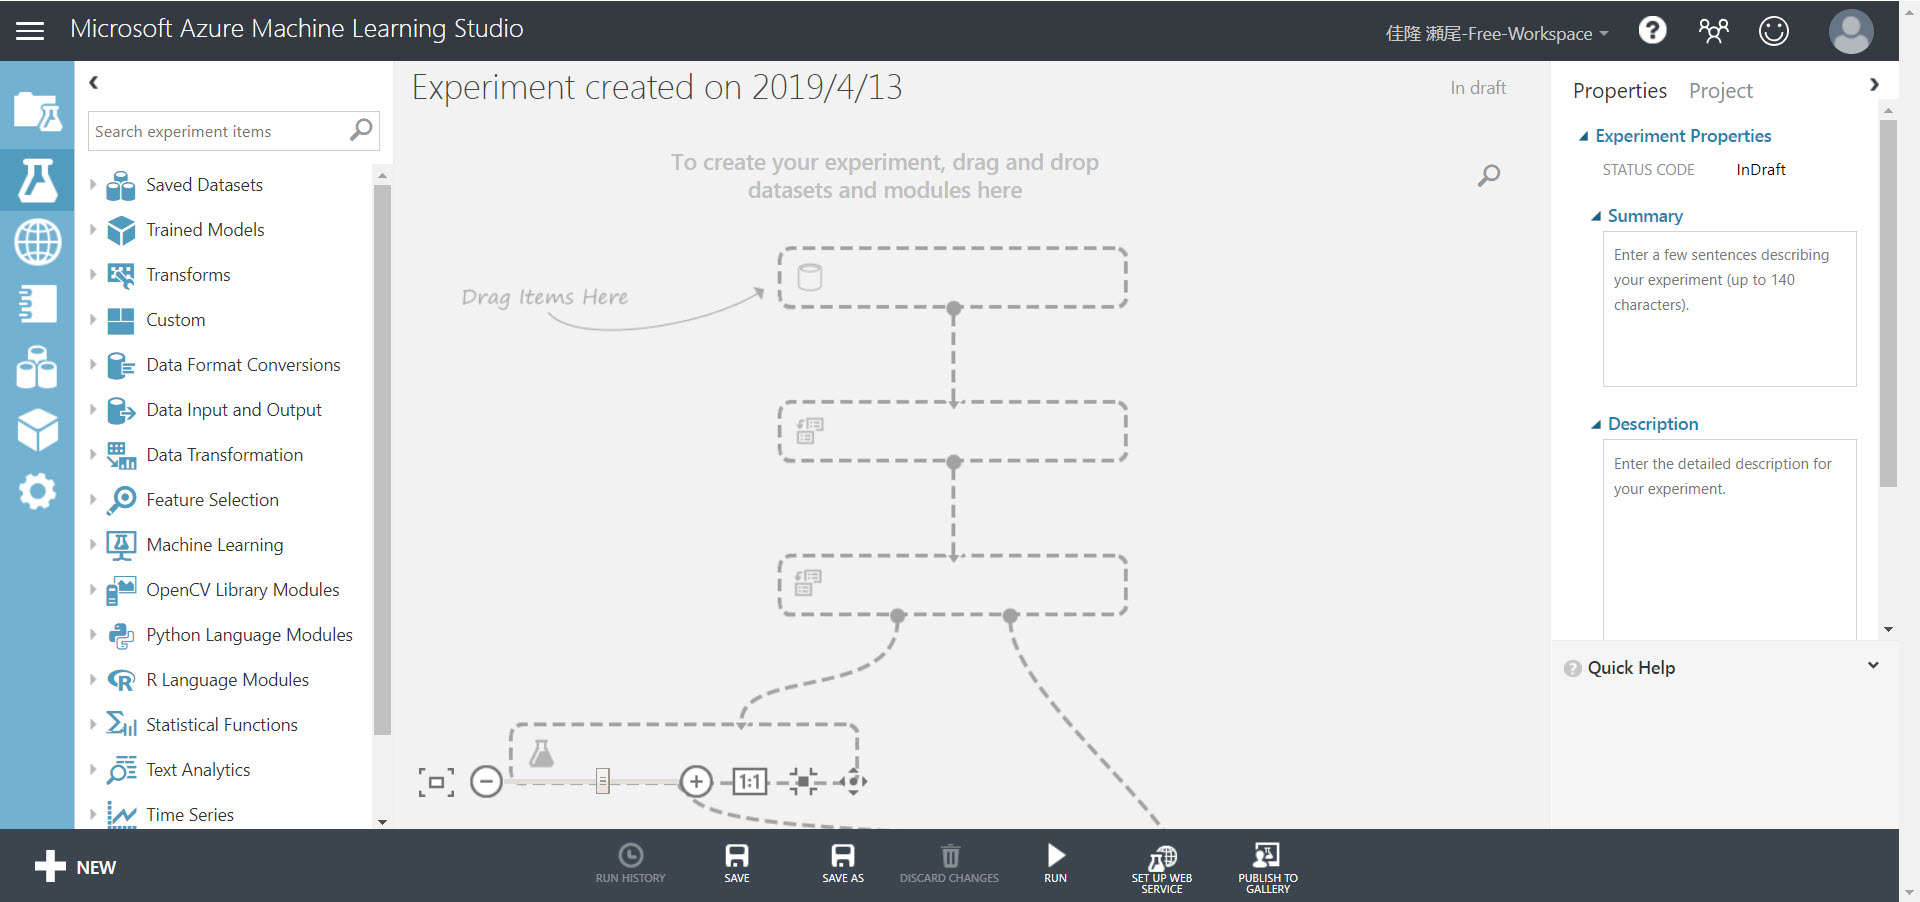 Microsoft Azure Machine Learning Studio
佳隆 瀬尾-Free-Workspace
Search experiment items
Saved Datasets
Trained Models
Transforms
Custom
Data Format Conversions
Data Input and Output
Data Transformation
Feature Selection
Machine Learning
OpenCV Library Modules
Python Language Modules
R Language Modules
Statistical Functions
Text Analytics
Time Series
Experiment created on 2019/4/13
In draft
To create your experiment, drag and drop
datasets and modules here
Drag Items Here
1:1
Properties Project
Experiment Properties
STATUS CODE InDraft
Summary
Enter a few sentences describing
your experiment (up to 140
characters).
Description
Enter the detailed description for
your experiment.
Quick Help
NEW
RUN HISTORY
SAVE
SAVE AS
DISCARD CHANGES
RUN
SET UP WEB
SERVICE
PUBLISH TO
GALLERY